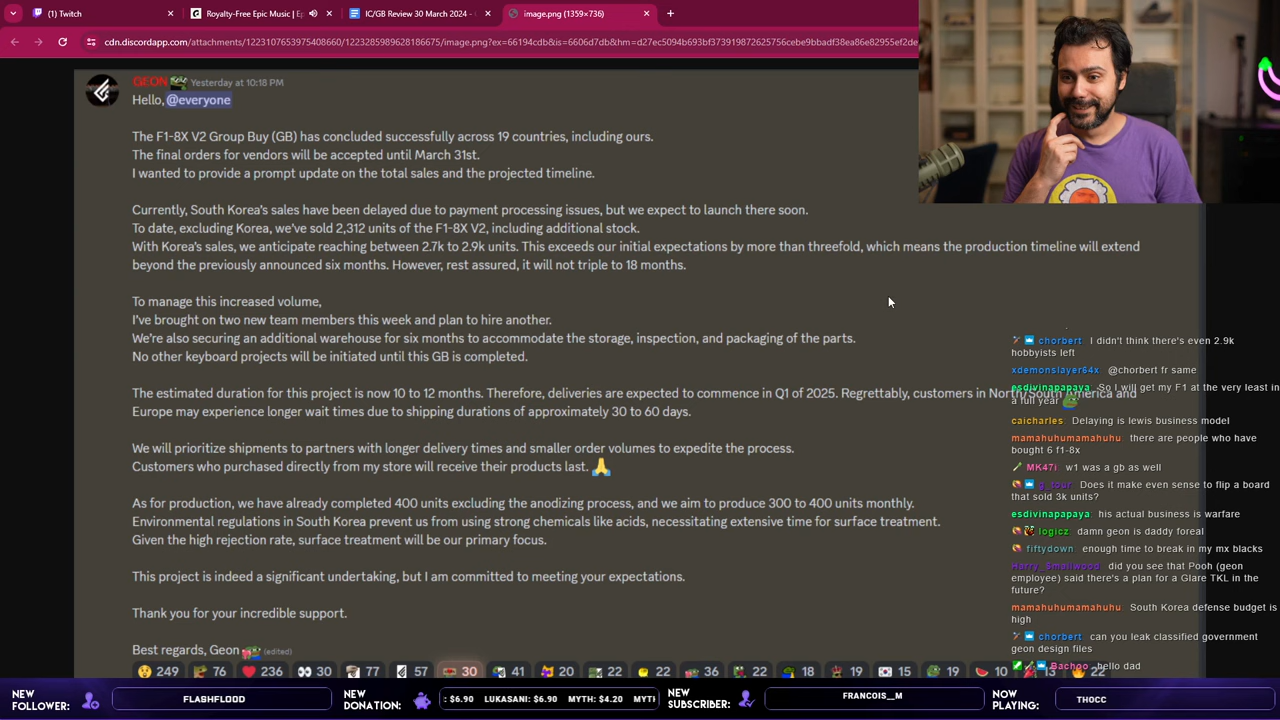 (1) Twitch
Royalty-Free Epic Music | Ep
IC/GB Review 30 March 2024 -
image.png (1359×736)
cdn.discordapp.com/attachments/1223107653975408660/1223285989628186675/image.png?ex=66194cdb&is=6606d7db&hm=d27ec5094b693bf373919872625756cebe9bbadf38ea86e82955ef2de
GEON Yesterday at 10:18 PM
Hello, @everyone
The F1-8X V2 Group Buy (GB) has concluded successfully across 19 countries, including ours.
The final orders for vendors will be accepted until March 31st.
I wanted to provide a prompt update on the total sales and the projected timeline.
Currently, South Korea's sales have been delayed due to payment processing issues, but we expect to launch there soon.
To date, excluding Korea, we've sold 2,312 units of the F1-8X V2, including additional stock.
With Korea's sales, we anticipate reaching between 2.7k to 2.9k units. This exceeds our initial expectations by more than threefold, which means the production timeline will extend
beyond the previously announced six months. However, rest assured, it will not triple to 18 months.
To manage this increased volume,
I've brought on two new team members this week and plan to hire another.
We're also securing an additional warehouse for six months to accommodate the storage, inspection, and packaging of the parts.
No other keyboard projects will be initiated until this GB is completed.
The estimated duration for this project is now 10 to 12 months. Therefore, deliveries are expected to commence in Q1 of 2025. Regrettably, customers in North/South America and
Europe may experience longer wait times due to shipping durations of approximately 30 to 60 days.
We will prioritize shipments to partners with longer delivery times and smaller order volumes to expedite the process.
Customers who purchased directly from my store will receive their products last.
As for production, we have already completed 400 units excluding the anodizing process, and we aim to produce 300 to 400 units monthly.
Environmental regulations in South Korea prevent us from using strong chemicals like acids, necessitating extensive time for surface treatment.
Given the high rejection rate, surface treatment will be our primary focus.
This project is indeed a significant undertaking, but I am committed to meeting your expectations.
Thank you for your incredible support.
Best regards, Geon (edited)
249 76 236 30 77 57 30 41 20 22 22 36 22 18 19 15 19 10 13 22
chorbert I didn't think there's even 2.9k
hobbyists left
xdemonslayer64x @chorbert fr same
esdivinapapaya So I will get my F1 at the very least in
a full year
caicharles Delaying is lewis business model
mamahuhumamahuhu there are people who have
bought 6 f1-8x
MK47i w1 was a gb as well
g_tour Does it make even sense to flip a board
that sold 3k units?
esdivinapapaya his actual business is warfare
logicz damn geon is daddy foreal
fiftydown enough time to break in my mx blacks
Harry_Smallwood did you see that Pooh (geon
employee) said there's a plan for a Glare TKL in the
future?
mamahuhumamahuhu South Korea defense budget is
high
chorbert can you leak classified government
geon design files
Bachoo hello dad
NEW
FOLLOWER:
FLASHFLOOD
NEW
DONATION:
: $6.90 LUKASANI: $6.90 MYTH: $4.20 MYT
NEW
SUBSCRIBER:
FRANCOIS__M
NOW
PLAYING:
THOCC